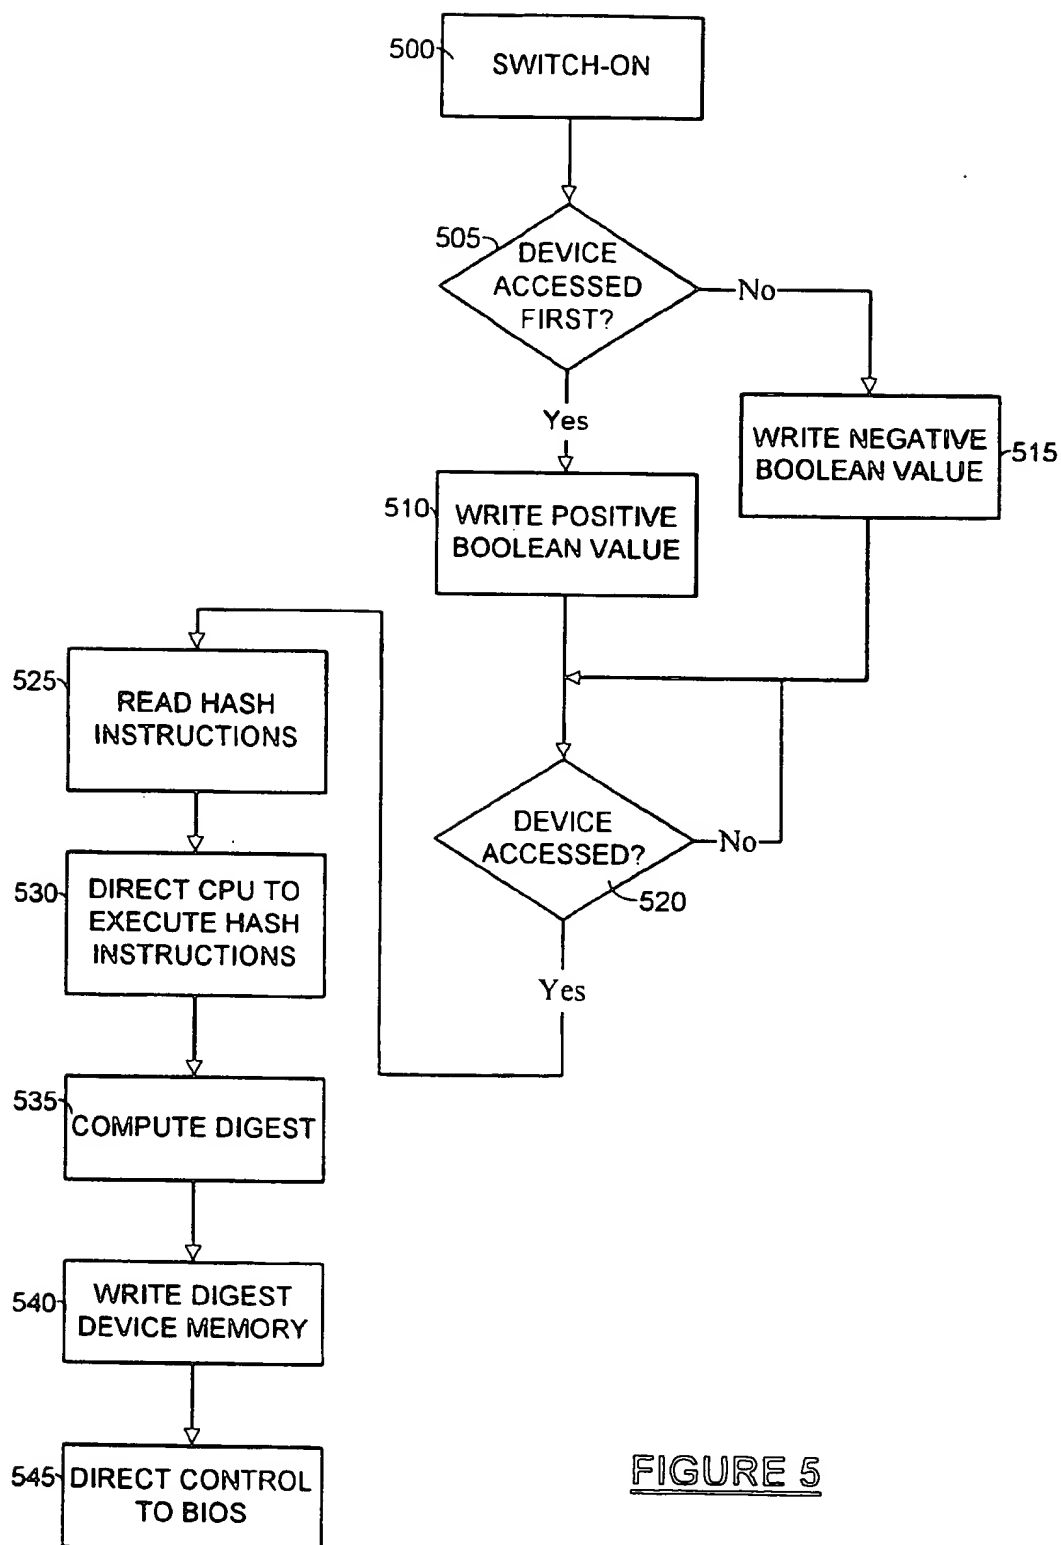 500
SWITCH-ON
505
DEVICE
ACCESSED
FIRST?
No
Yes
WRITE NEGATIVE
BOOLEAN VALUE
515
510
WRITE POSITIVE
BOOLEAN VALUE
525
READ HASH
INSTRUCTIONS
DEVICE
ACCESSED?
No
520
530
DIRECT CPU TO
EXECUTE HASH
INSTRUCTIONS
Yes
535
COMPUTE DIGEST
540
WRITE DIGEST
DEVICE MEMORY
545
DIRECT CONTROL
TO BIOS
FIGURE 5